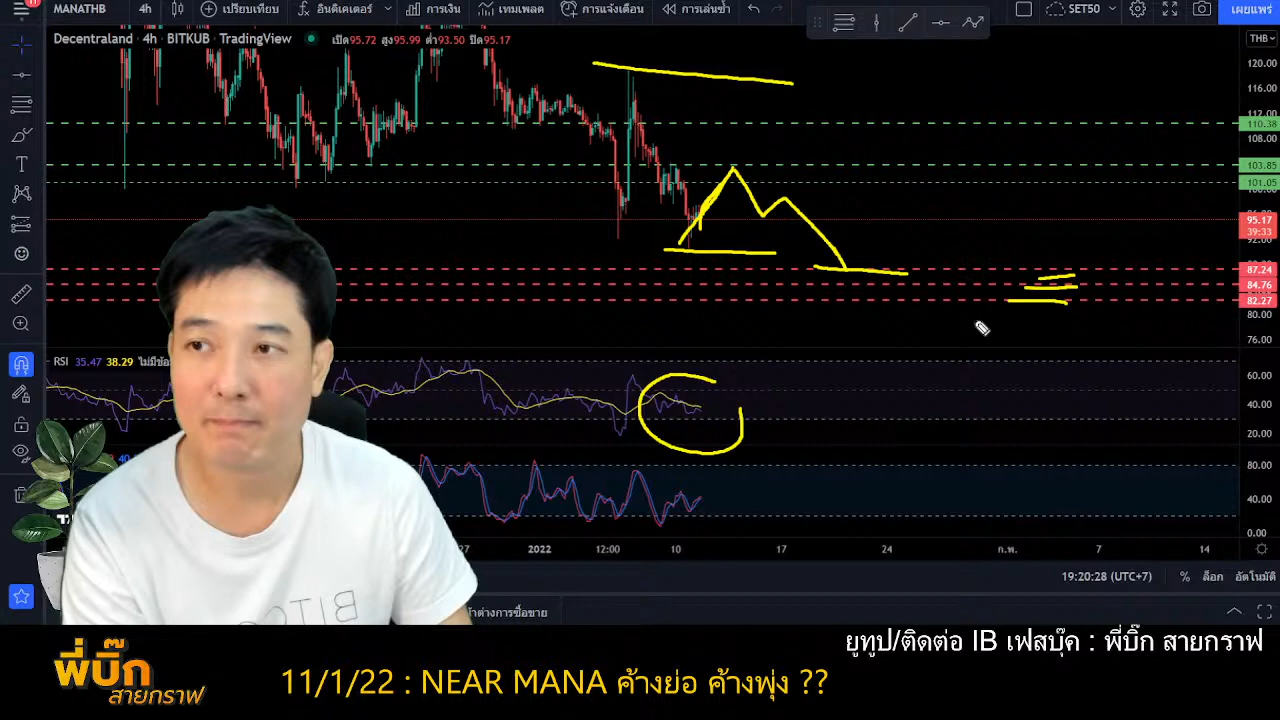 MANATHB 4h เปรียบเทียบ อินดิเคเตอร์ การเงิน เทมเพลต การแจ้งเตือน การเล่นซ้ำ SET50 เผยแพร่
Decentraland · 4h · BITKUB · TradingView เปิด95.72 สูง95.99 ต่ำ93.50 ปิด95.17
THB
120.00
116.00
110.38
108.00
103.85
101.05
95.17
39:33
92.00
87.24
84.76
82.27
80.00
76.00
RSI 35.47 38.29
60.00
40.00
20.00
80.00
40.00
0.00
27 2022 12:00 10 17 24 ก.พ. 7 14
19:20:28 (UTC+7) % ล็อก อัตโนมัติ
ยูทูป/ติดต่อ IB เฟสบุ๊ค : พี่บิ๊ก สายกราฟ
พี่บิ๊ก
สายกราฟ
11/1/22 : NEAR MANA ค้างย่อ ค้างพุ่ง ??